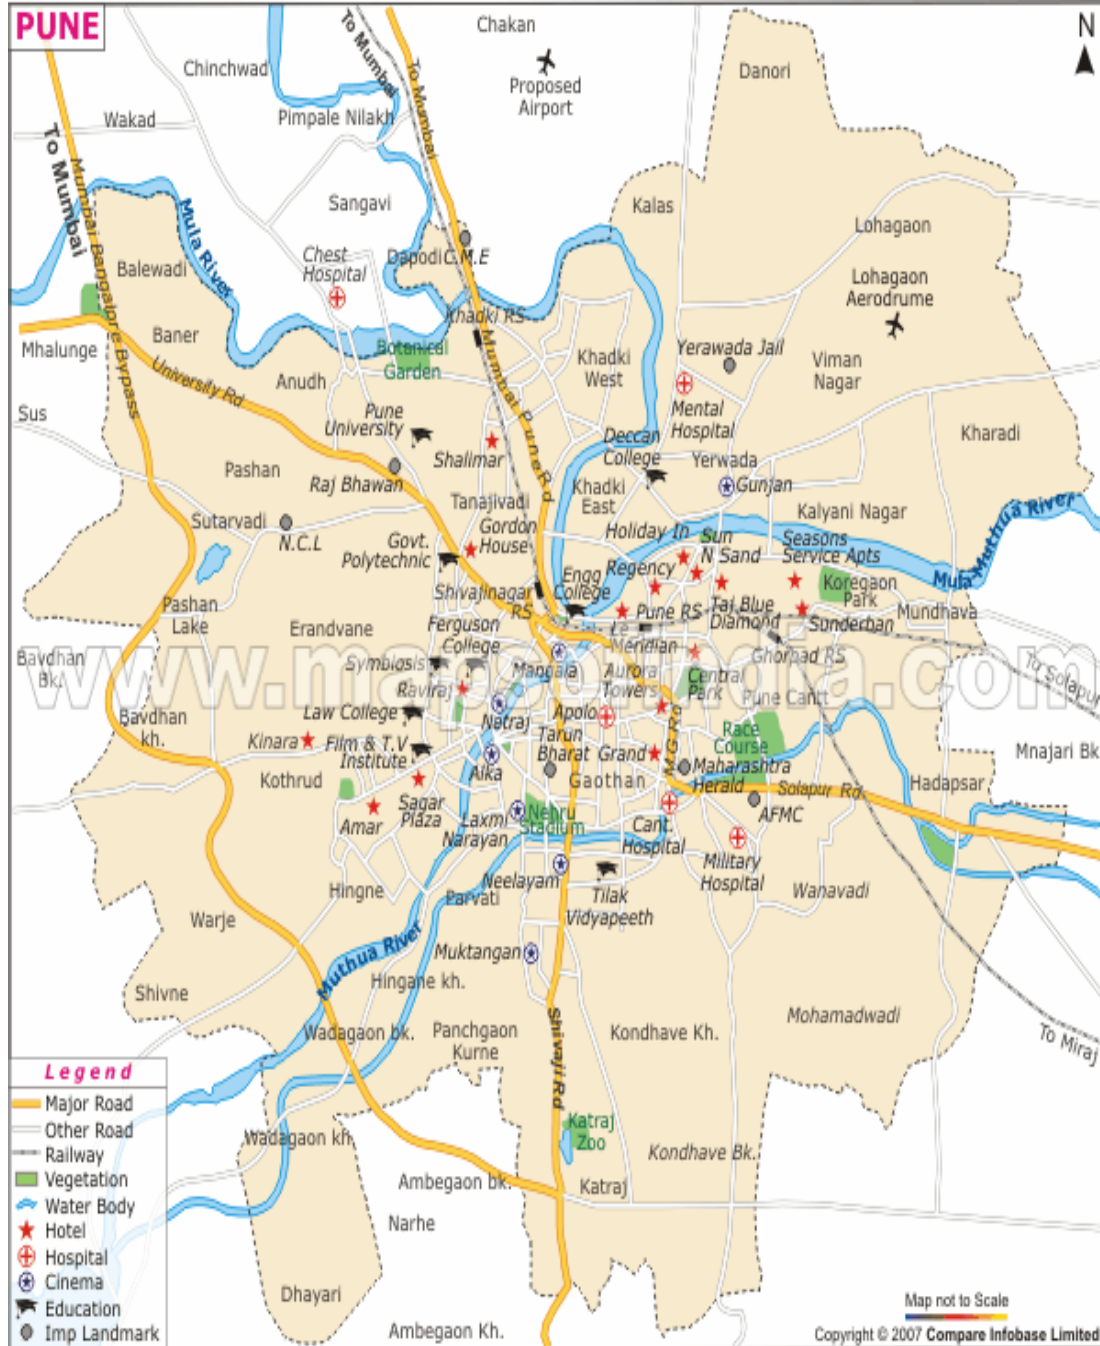 PUNE
N
Chakan
To Mumbai
To Mumbai
Danori
Chinchwad
Proposed
Airport
Wakad
Pimpale Nilakh
To Mumbai
Mumbai Bangalore Bypass
Sangavi
Kalas
Mula River
Lohagaon
Balewadi
Chest
Hospital
Dapodi
C.M.E
Lohagaon
Aerodrume
Khadki RS
Baner
Mhalunge
Botanical
Garden
Mumbai Pune Rd
Khadki
West
Yerawada Jail
Viman
Nagar
University Rd
Anudh
Sus
Pune
University
Mental
Hospital
Shalimar
Deccan
College
Kharadi
Pashan
Raj Bhawan
Yerwada
Gunjan
Khadki
East
Tanajivadi
Kalyani Nagar
Sutarvadi
N.C.L
Gordon
House
Holiday In
Sun
N Sand
Seasons
Service Apts
Mula Muthua River
Govt.
Polytechnic
Engg
College
Regency
Koregaon
Park
Shivajinagar
RS
Pashan
Lake
Pune RS
Taj Blue
Diamond
Sunderban
Mundhava
Erandvane
Ferguson
College
Le
Meridian
Ghorpad RS
www.mapsofindia.com
Bavdhan
Bk.
Symbiosis
Mangala
To Solapur
Raviraj
Aurora
Towers
Central
Park
Pune Cantt
Law College
Netraj
Apolo
Bavdhan
kh.
Kinara
Film & T.V
Institute
Tarun
Bharat
Grand
M.G Rd
Race
Course
Mnajari Bk
Kothrud
Alka
Gaothan
Maharashtra
Herald
Solapur Rd
Hadapsar
Amar
Sagar
Plaza
Laxmi
Narayan
Nehru
Stadium
Cant.
Hospital
AFMC
Military
Hospital
Hingne
Neelayam
Parvati
Tilak
Vidyapeeth
Wanavadi
Warje
Muthua River
Muktangan
Shivne
Hingane kh.
Wadagaon bk.
Panchgaon
Kurne
Shivaji Rd
Kondhave Kh.
Mohamadwadi
To Miraj
Legend
Major Road
Other Road
Railway
Vegetation
Water Body
Hotel
Hospital
Cinema
Education
Imp Landmark
Wadagaon kh.
Katraj
Zoo
Kondhave Bk.
Ambegaon bk.
Katraj
Narhe
Dhayari
Ambegaon Kh.
Map not to Scale
Copyright © 2007 Compare Infobase Limited